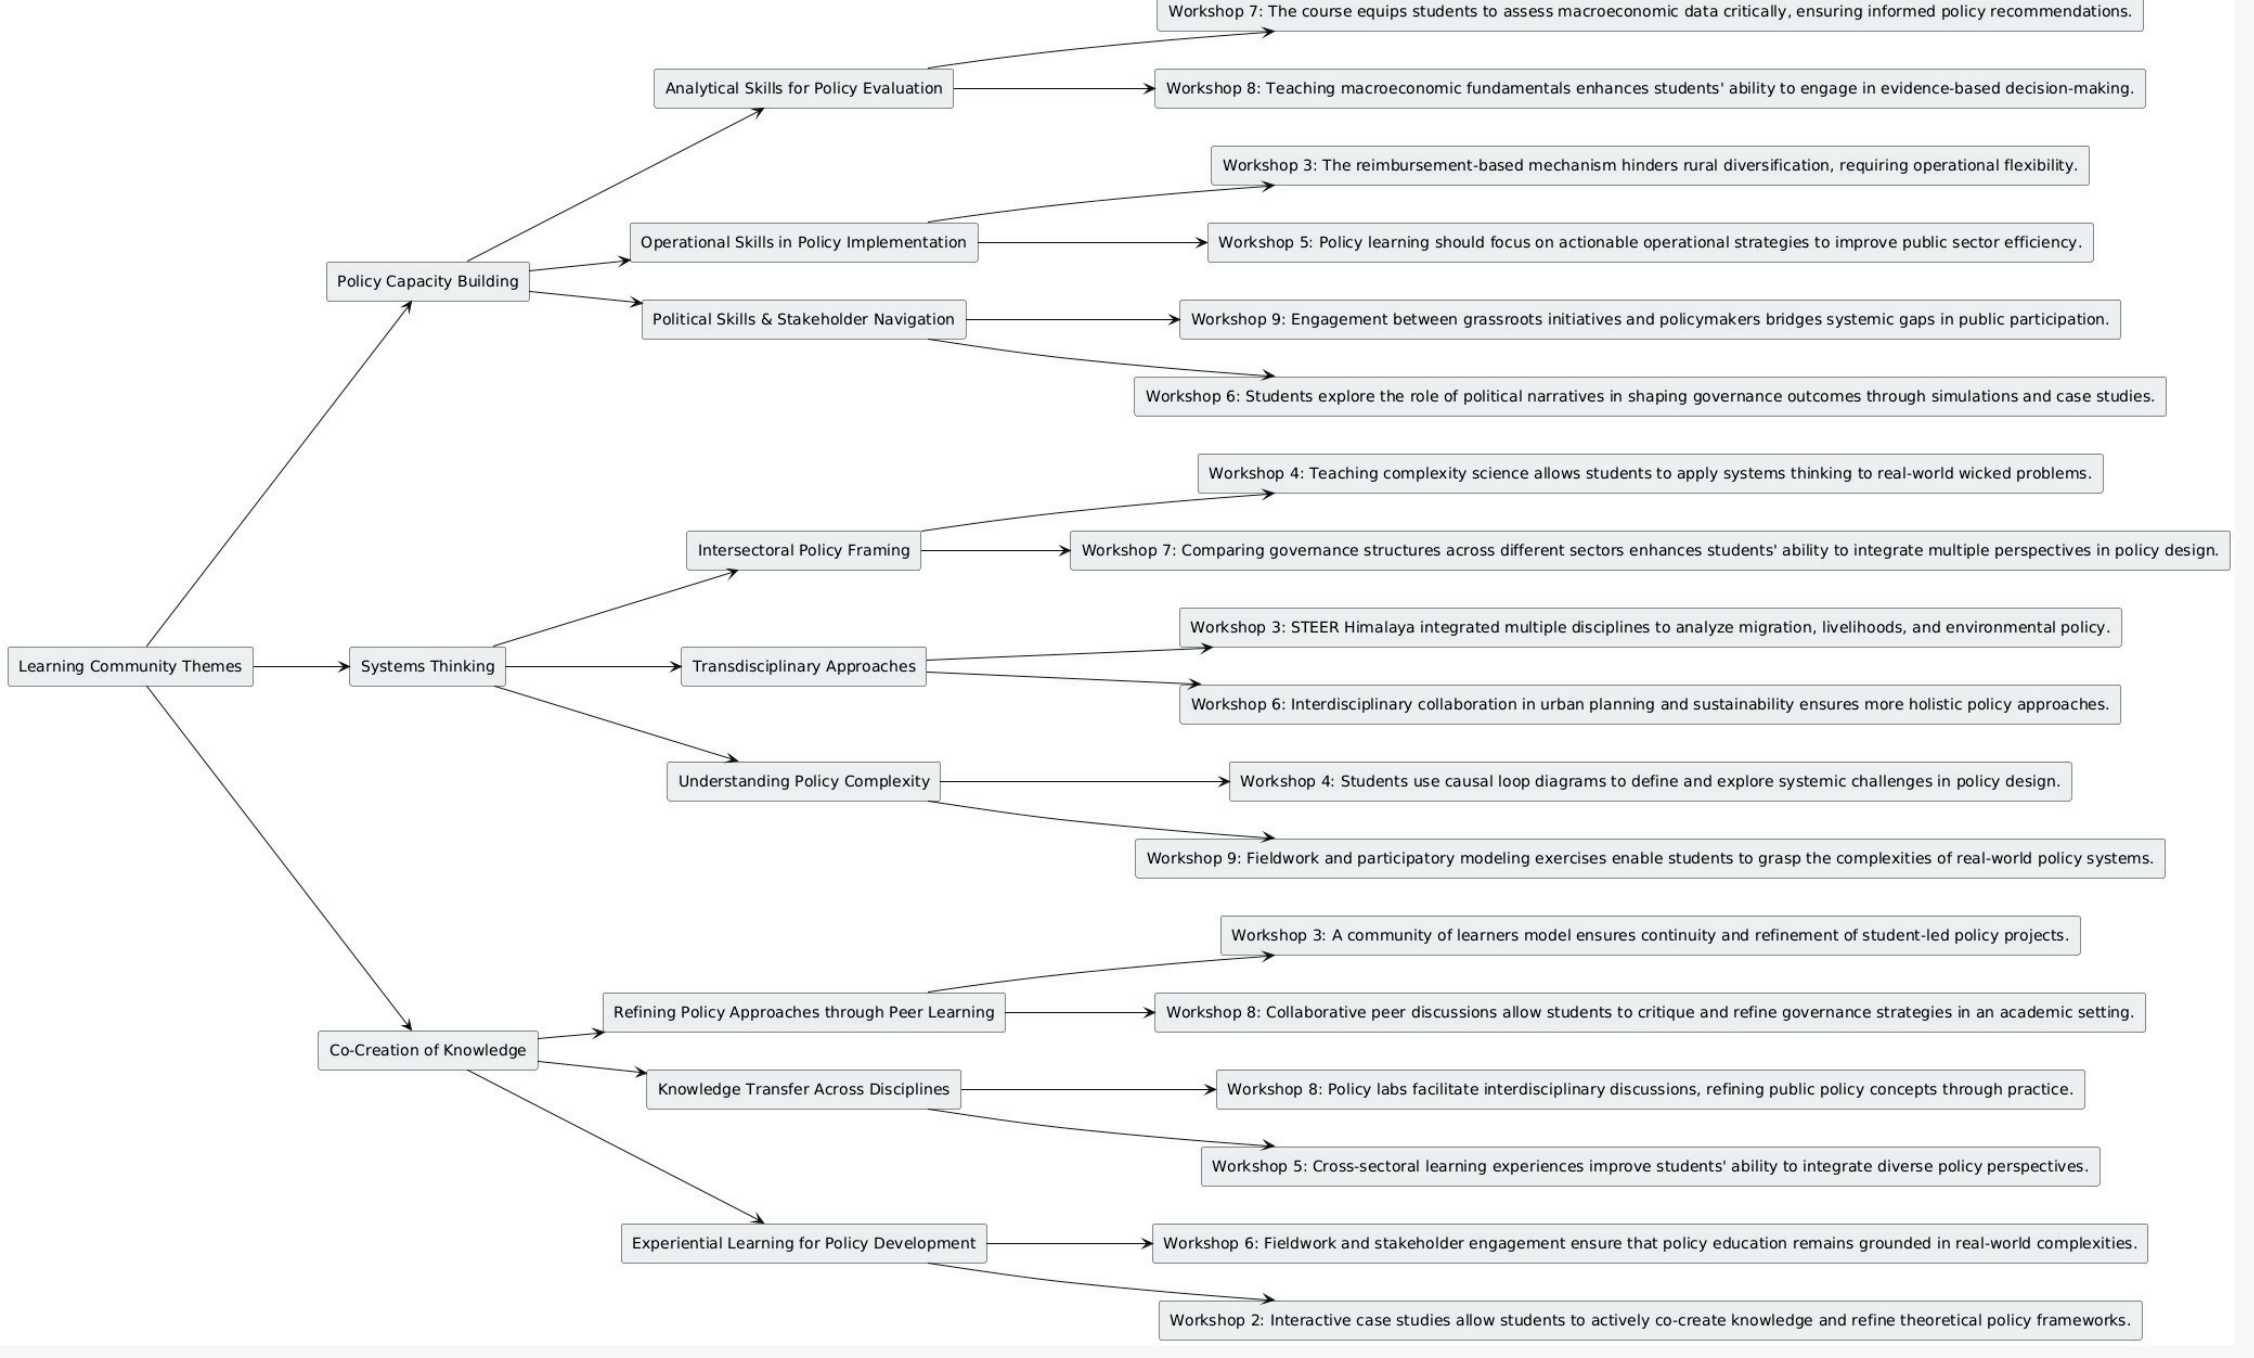 Workshop 7: The course equips students to assess macroeconomic data critically, ensuring informed policy recommendations.
Analytical Skills for Policy Evaluation
Workshop 8: Teaching macroeconomic fundamentals enhances students' ability to engage in evidence-based decision-making.
Workshop 3: The reimbursement-based mechanism hinders rural diversification, requiring operational flexibility.
Operational Skills in Policy Implementation
Workshop 5: Policy learning should focus on actionable operational strategies to improve public sector efficiency.
Policy Capacity Building
Political Skills & Stakeholder Navigation
Workshop 9: Engagement between grassroots initiatives and policymakers bridges systemic gaps in public participation.
Workshop 6: Students explore the role of political narratives in shaping governance outcomes through simulations and case studies.
Workshop 4: Teaching complexity science allows students to apply systems thinking to real-world wicked problems.
Intersectoral Policy Framing
Workshop 7: Comparing governance structures across different sectors enhances students' ability to integrate multiple perspectives in policy design.
Workshop 3: STEER Himalaya integrated multiple disciplines to analyze migration, livelihoods, and environmental policy.
Learning Community Themes
Systems Thinking
Transdisciplinary Approaches
Workshop 6: Interdisciplinary collaboration in urban planning and sustainability ensures more holistic policy approaches.
Understanding Policy Complexity
Workshop 4: Students use causal loop diagrams to define and explore systemic challenges in policy design.
Workshop 9: Fieldwork and participatory modeling exercises enable students to grasp the complexities of real-world policy systems.
Workshop 3: A community of learners model ensures continuity and refinement of student-led policy projects.
Refining Policy Approaches through Peer Learning
Workshop 8: Collaborative peer discussions allow students to critique and refine governance strategies in an academic setting.
Co-Creation of Knowledge
Knowledge Transfer Across Disciplines
Workshop 8: Policy labs facilitate interdisciplinary discussions, refining public policy concepts through practice.
Workshop 5: Cross-sectoral learning experiences improve students' ability to integrate diverse policy perspectives.
Experiential Learning for Policy Development
Workshop 6: Fieldwork and stakeholder engagement ensure that policy education remains grounded in real-world complexities.
Workshop 2: Interactive case studies allow students to actively co-create knowledge and refine theoretical policy frameworks.